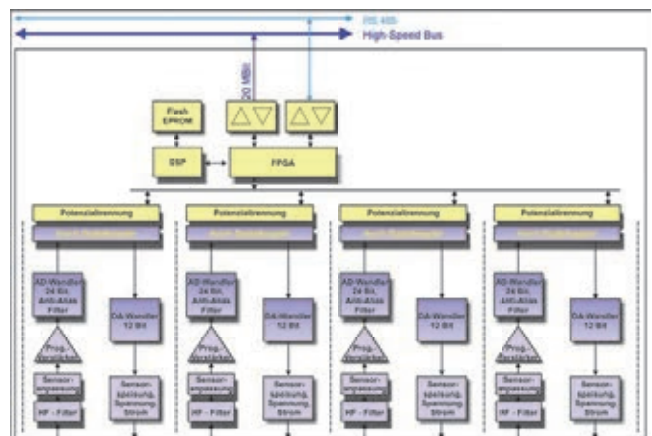 RS 485
High-Speed Bus
20 MBit
Flash
EPROM
DSP
FPGA
Potenzialtrennung
Potenzialtrennung
Potenzialtrennung
Potenzialtrennung
AD-Wandler
24 Bit,
Anti-Alias
Filter
DA-Wandler
12 Bit
Prog.-
Verstärker
Sensor-
anpassung
HF - Filter
Sensor-
speisung,
Spannung
Strom
AD-Wandler
24 Bit,
Anti-Alias
Filter
DA-Wandler
12 Bit
Prog.-
Verstärker
Sensor-
anpassung
HF - Filter
Sensor-
speisung,
Spannung
Strom
AD-Wandler
24 Bit,
Anti-Alias
Filter
DA-Wandler
12 Bit
Prog.-
Verstärker
Sensor-
anpassung
HF - Filter
Sensor-
speisung,
Spannung
Strom
AD-Wandler
24 Bit,
Anti-Alias
Filter
DA-Wandler
12 Bit
Prog.-
Verstärker
Sensor-
anpassung
HF - Filter
Sensor-
speisung,
Spannung
Strom